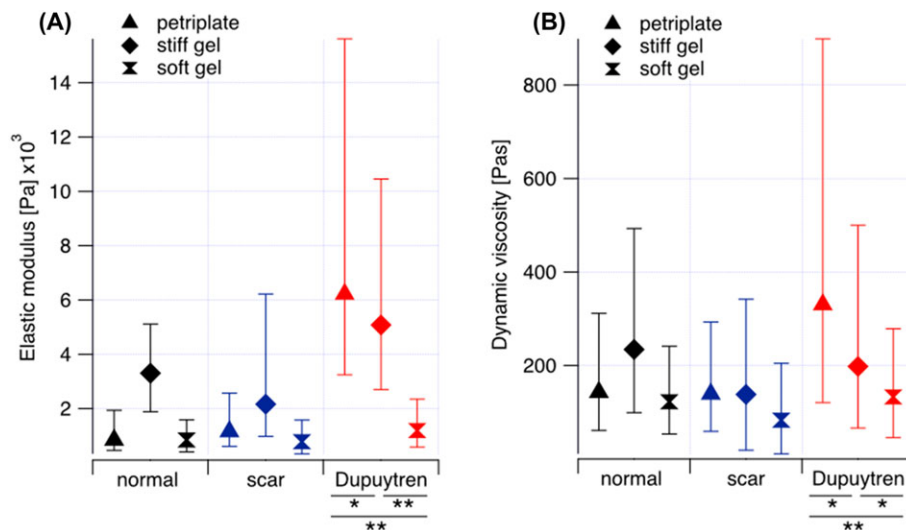 (A)
petriplate
stiff gel
soft gel
Elastic modulus [Pa] x10³
14
12
10
8
6
4
2
normal
scar
Dupuytren
* **
**
(B)
petriplate
stiff gel
soft gel
Dynamic viscosity [Pas]
800
600
400
200
normal
scar
Dupuytren
* *
**